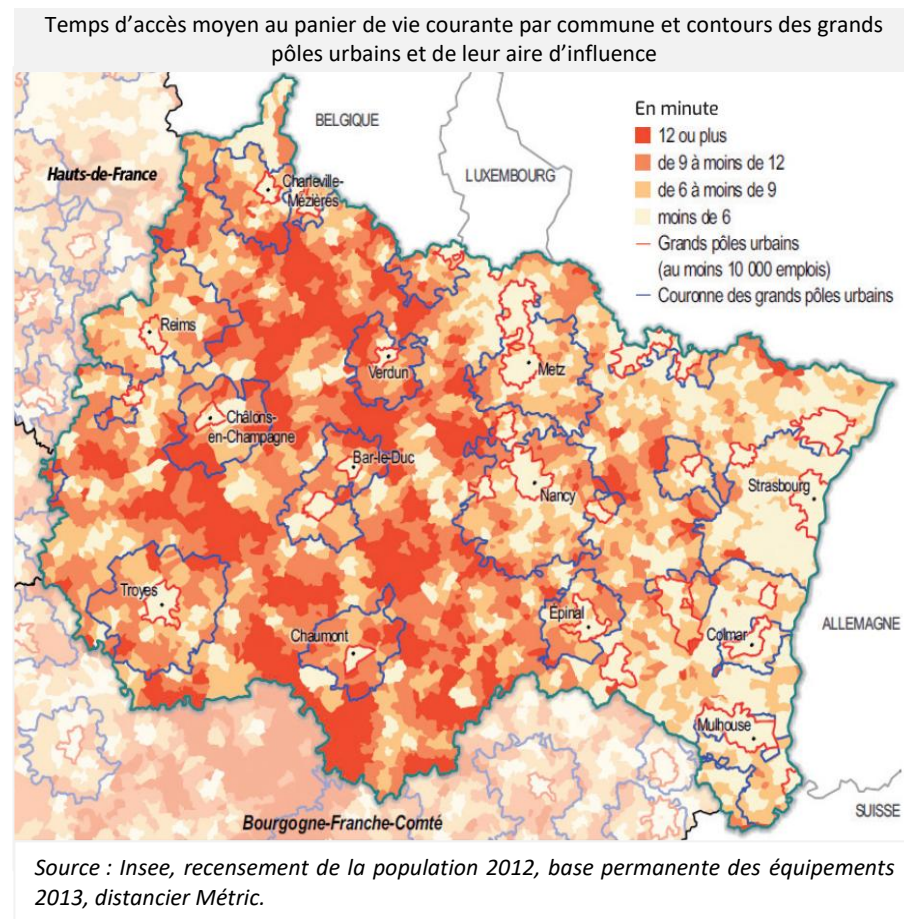 Temps d’accès moyen au panier de vie courante par commune et contours des grands
pôles urbains et de leur aire d’influence
BELGIQUE
En minute
12 ou plus
de 9 à moins de 12
de 6 à moins de 9
moins de 6
Grands pôles urbains
(au moins 10 000 emplois)
Couronne des grands pôles urbains
Hauts-de-France
LUXEMBOURG
Charleville-
Mézières
Reims
Verdun
Metz
Châlons-
en-Champagne
Bar-le-Duc
Nancy
Strasbourg
Troyes
Chaumont
Épinal
Colmar
ALLEMAGNE
Mulhouse
SUISSE
Bourgogne-Franche-Comté
Source : Insee, recensement de la population 2012, base permanente des équipements
2013, distancier Métric.